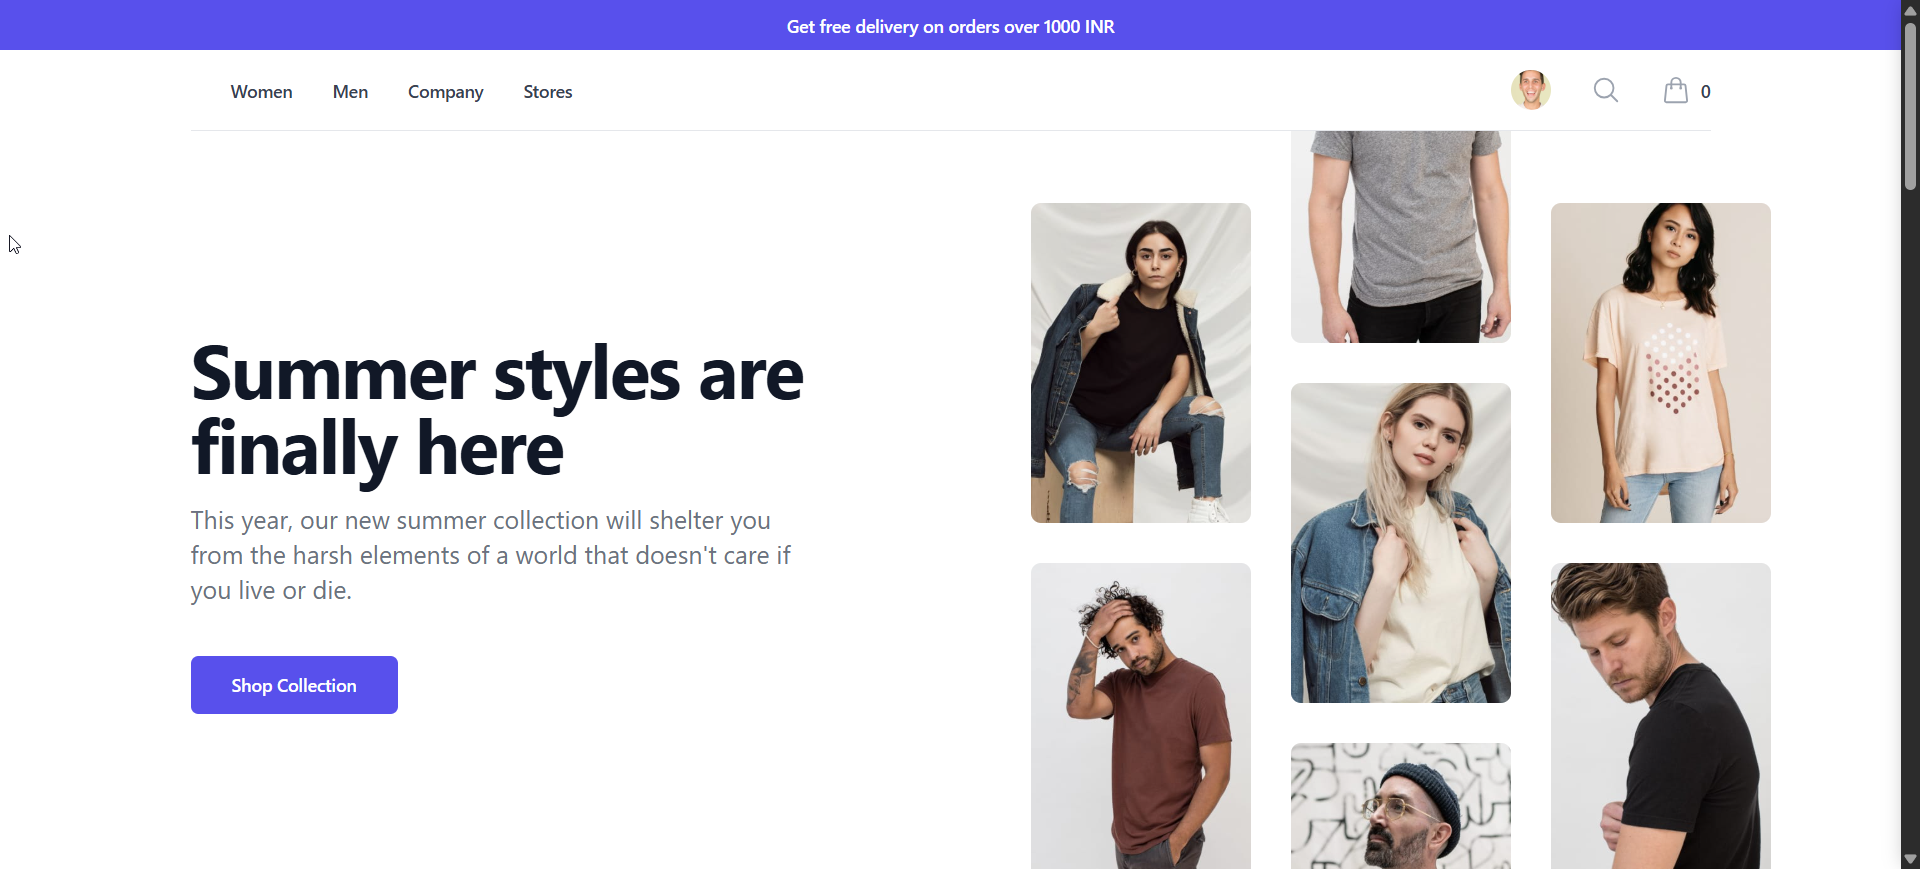 Get free delivery on orders over 1000 INR
Women Men Company Stores 0
Summer styles are
finally here
This year, our new summer collection will shelter you
from the harsh elements of a world that doesn't care if
you live or die.
Shop Collection